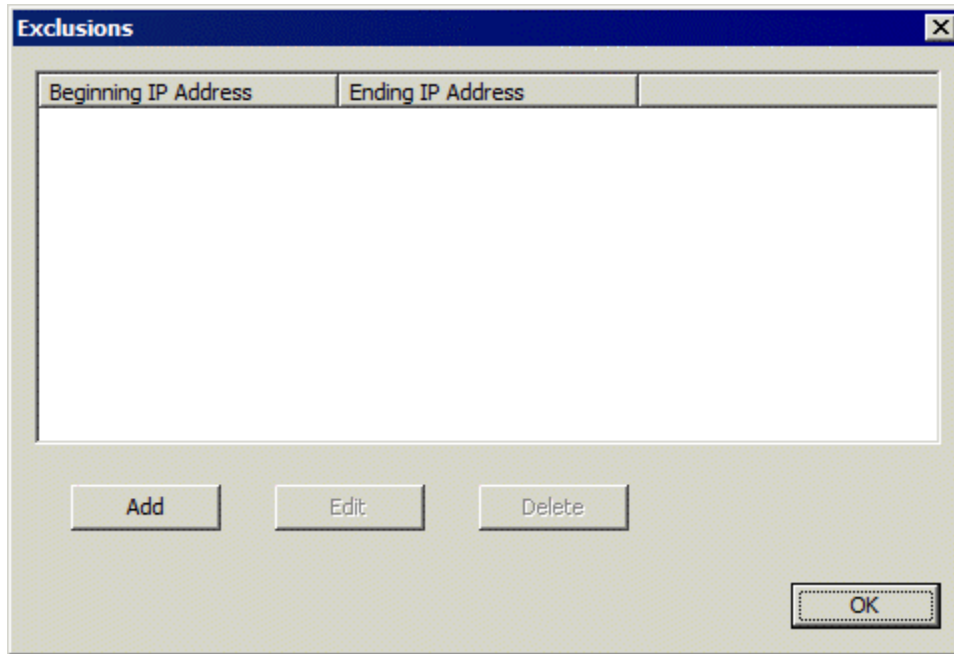 Exclusions
Beginning IP Address Ending IP Address
Add Edit Delete
OK